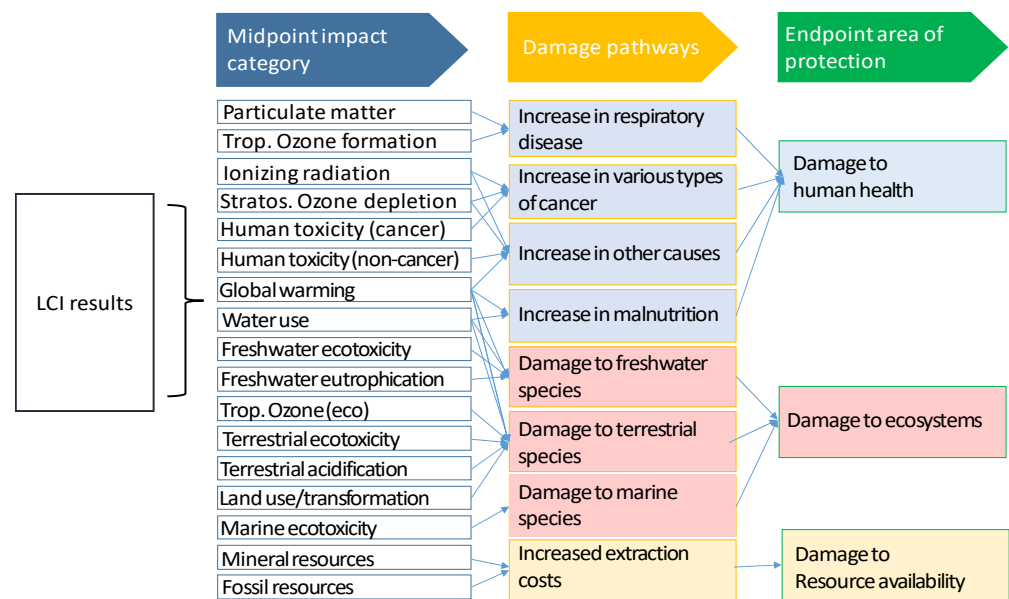 Midpoint impact
category
Damage pathways
Endpoint area of
protection
LCI results
Particulate matter
Trop. Ozone formation
Ionizing radiation
Stratos. Ozone depletion
Human toxicity (cancer)
Human toxicity (non-cancer)
Global warming
Water use
Freshwater ecotoxicity
Freshwater eutrophication
Trop. Ozone (eco)
Terrestrial ecotoxicity
Terrestrial acidification
Land use/transformation
Marine ecotoxicity
Mineral resources
Fossil resources
Increase in respiratory
disease
Increase in various types
of cancer
Increase in other causes
Increase in malnutrition
Damage to freshwater
species
Damage to terrestrial
species
Damage to marine
species
Increased extraction
costs
Damage to
human health
Damage to ecosystems
Damage to
Resource availability